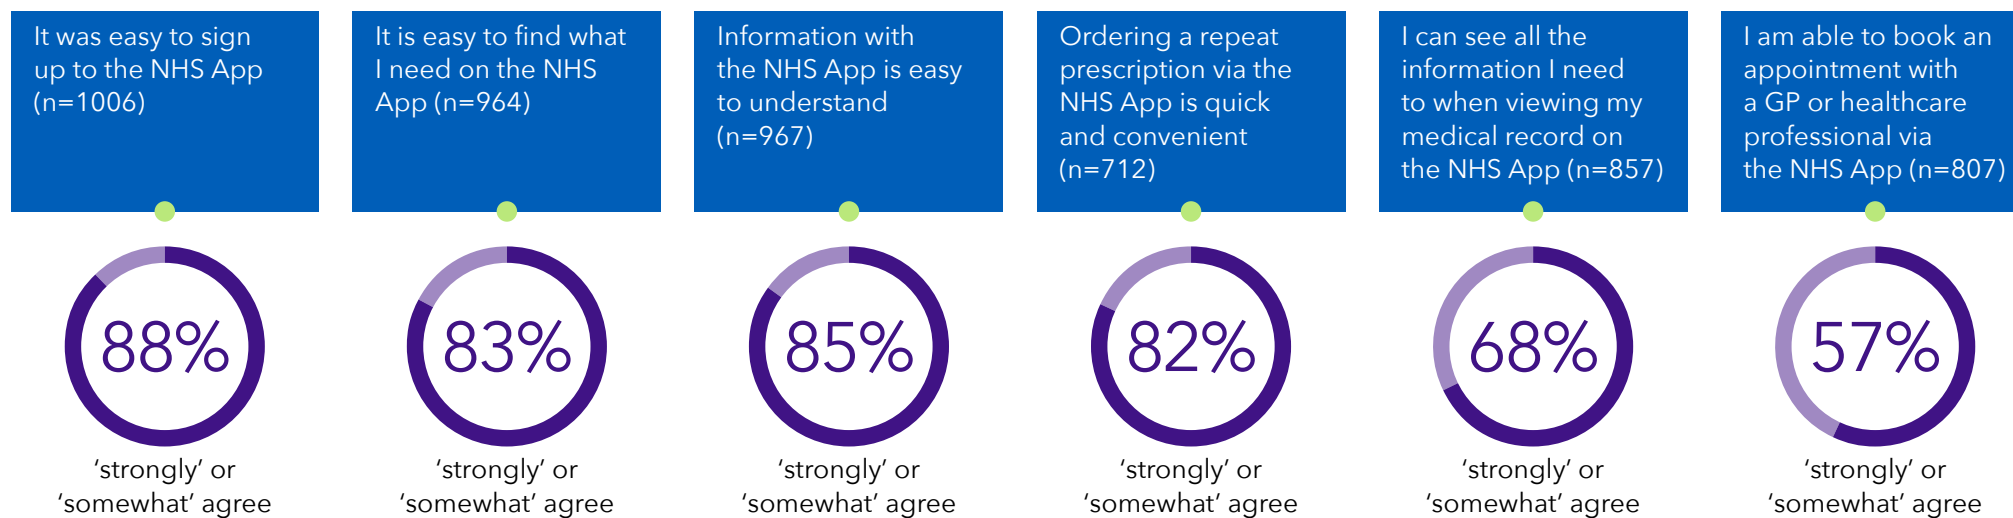 It was easy to sign
up to the NHS App
(n=1006)
88%
‘strongly’ or
‘somewhat’ agree
It is easy to find what
I need on the NHS
App (n=964)
83%
‘strongly’ or
‘somewhat’ agree
Information with
the NHS App is easy
to understand
(n=967)
85%
‘strongly’ or
‘somewhat’ agree
Ordering a repeat
prescription via the
NHS App is quick
and convenient
(n=712)
82%
‘strongly’ or
‘somewhat’ agree
I can see all the
information I need
to when viewing my
medical record on
the NHS App (n=857)
68%
‘strongly’ or
‘somewhat’ agree
I am able to book an
appointment with
a GP or healthcare
professional via
the NHS App (n=807)
57%
‘strongly’ or
‘somewhat’ agree